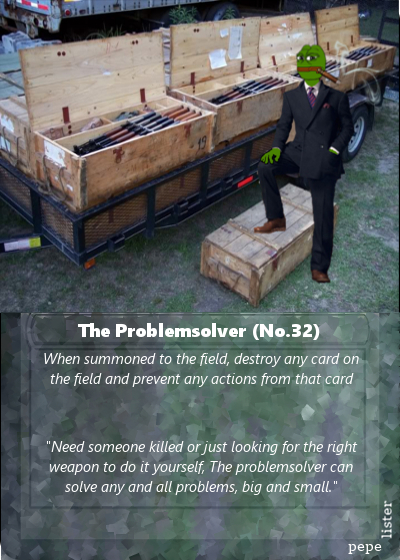 The Problemsolver (No.32)
When summoned to the field, destroy any card on
the field and prevent any actions from that card
"Need someone killed or just looking for the right
weapon to do it yourself, The problemsolver can
solve any and all problems, big and small."
pepe
lister